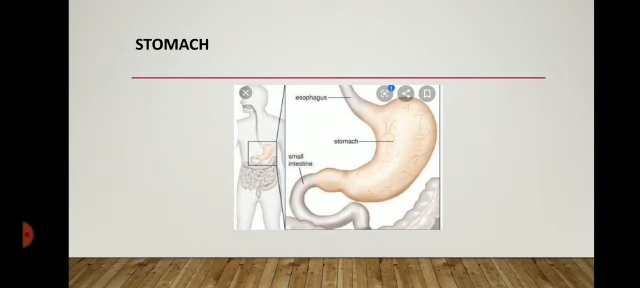 STOMACH
esophagus
stomach
small
intestine